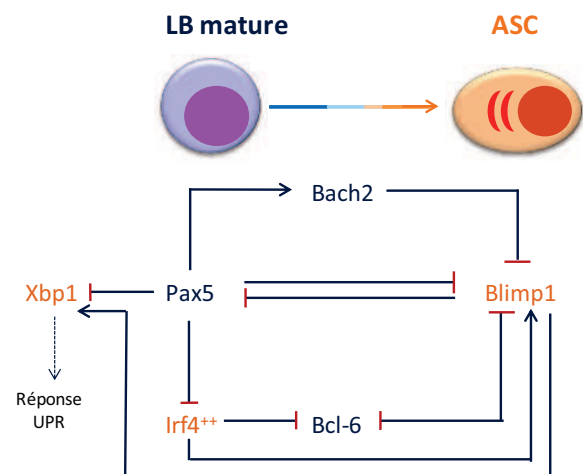 LB mature
ASC
Bach2
Xbp1
Pax5
Blimp1
Réponse
UPR
Irf4⁺⁺
Bcl-6